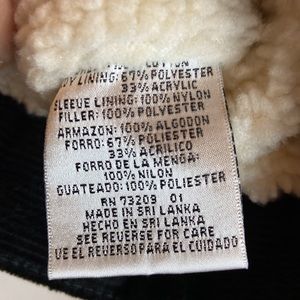 COTTON
BODY LINING: 67% POLYESTER
33% ACRYLIC
SLEEVE LINING: 100% NYLON
FILLER: 100% POLYESTER
ARMAZON: 100% ALGODON
FORRO: 67% POLIESTER
33% ACRILICO
FORRO DE LA MENGA:
100% NILON
GUATEADO: 100% POLIESTER
RN 73209 01
MADE IN SRI LANKA
HECHO EN SRI LANKA
SEE REVERSE FOR CARE
VE EL REVERSO PARA EL CUIDADO